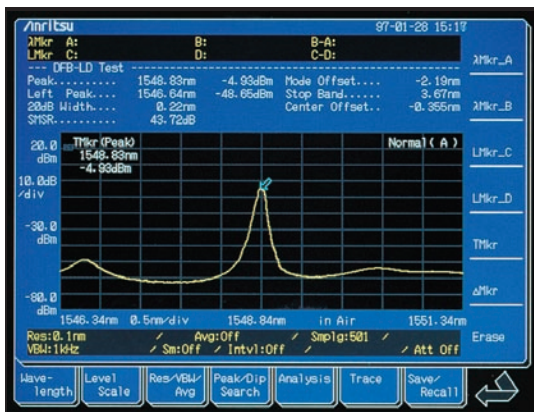 Anritsu 97-01-28 15:17
λMkr A: B: B-A:
LMkr C: D: C-D:
--- DFB-LD Test ---
Peak.......... 1548.83nm -4.93dBm Mode Offset.... -2.19nm
Left Peak.... 1546.64nm -48.65dBm Stop Band...... 3.67nm
20dB Width.... 0.22nm Center Offset.. -0.355nm
SMSR.......... 43.72dB
20.0 dBm
TMkr(Peak)
1548.83nm
-4.93dBm
Normal( A )
10.0dB
/div
-30.0
dBm
-80.0
dBm
1546.34nm 0.5nm/div 1548.84nm in Air 1551.34nm
Res:0.1nm / Avg:Off / Smplg:501 /
VBW:1kHz / Sm:Off / Intvl:Off / / Att Off
λMkr_A
λMkr_B
LMkr_C
LMkr_D
TMkr
ΔMkr
Erase
Wave-
length
Level
Scale
Res/VBW/
Avg
Peak/Dip
Search
Analysis
Trace
Save/
Recall